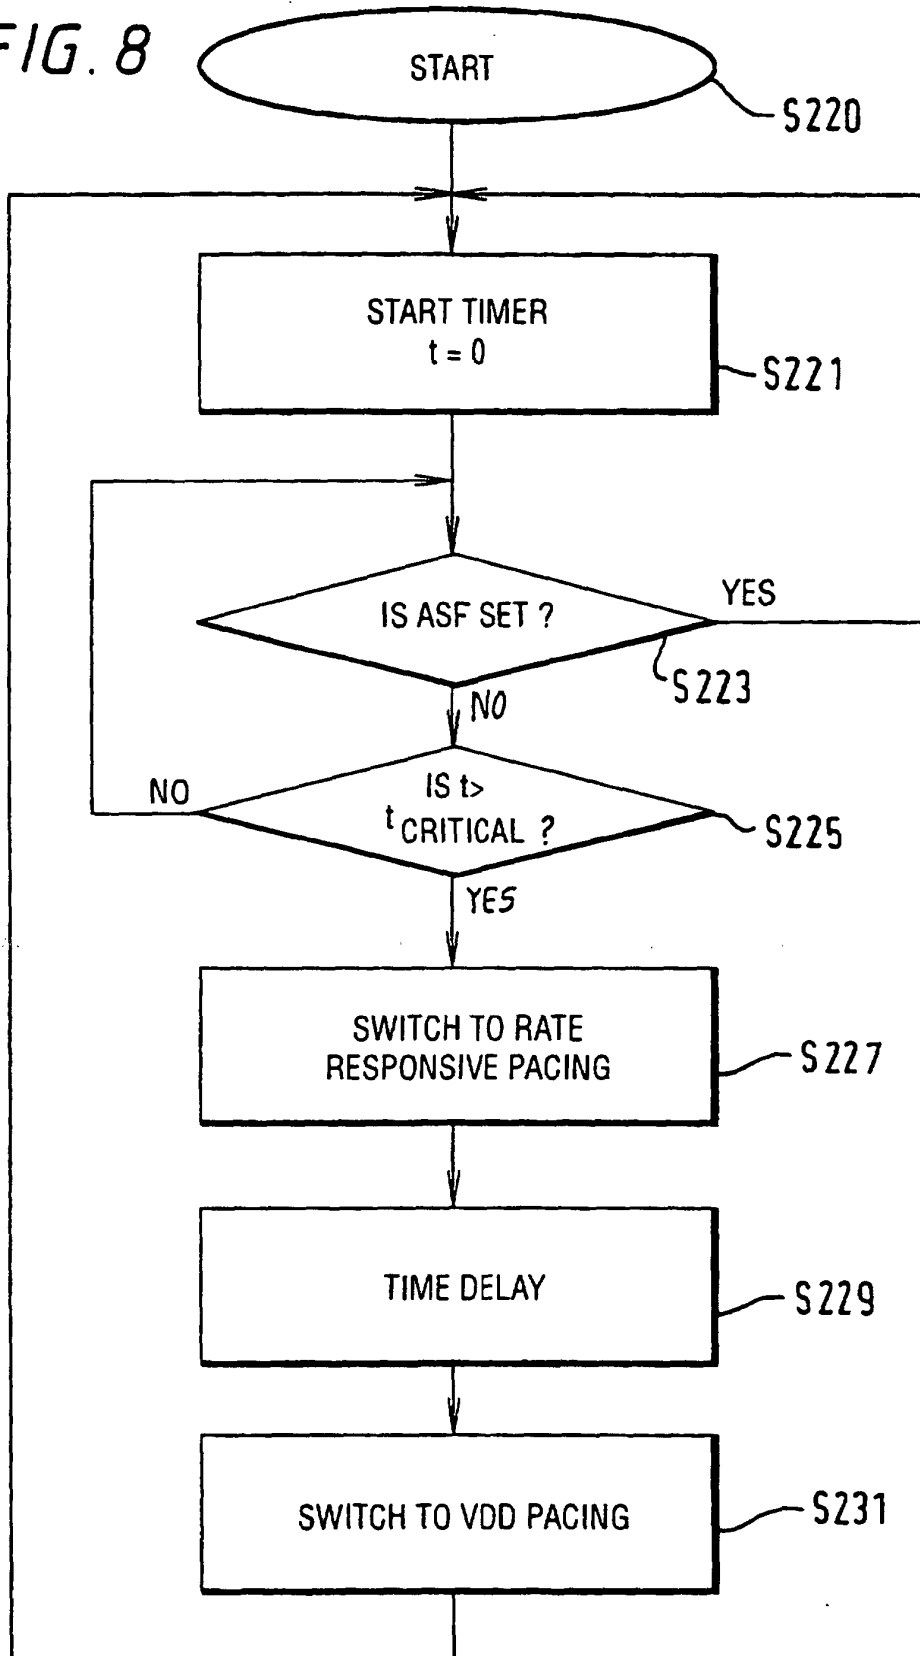 FIG. 8
START
S220
START TIMER
t = 0
S221
IS ASF SET ?
YES
S223
NO
IS t>
tCRITICAL ?
NO
S225
YES
SWITCH TO RATE
RESPONSIVE PACING
S227
TIME DELAY
S229
SWITCH TO VDD PACING
S231